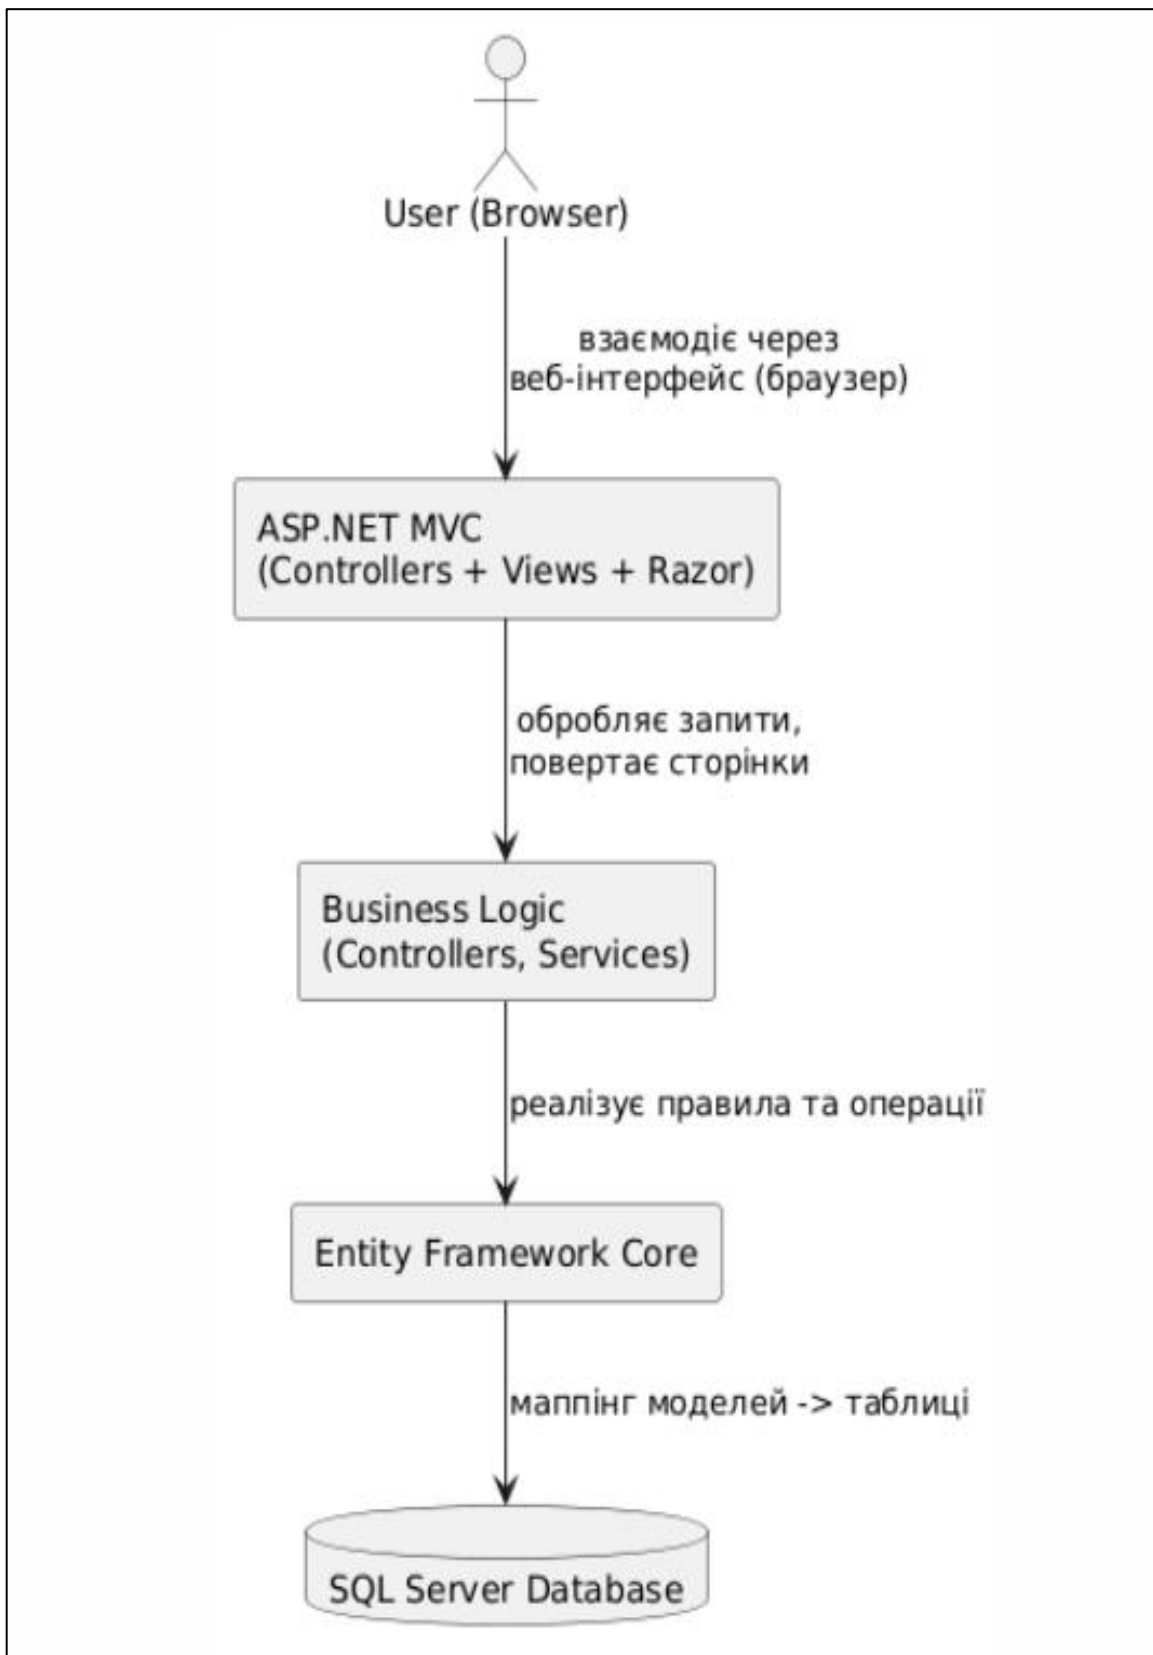 User (Browser)
взаємодіє через
веб-інтерфейс (браузер)
ASP.NET MVC
(Controllers + Views + Razor)
обробляє запити,
повертає сторінки
Business Logic
(Controllers, Services)
реалізує правила та операції
Entity Framework Core
маппінг моделей -> таблиці
SQL Server Database